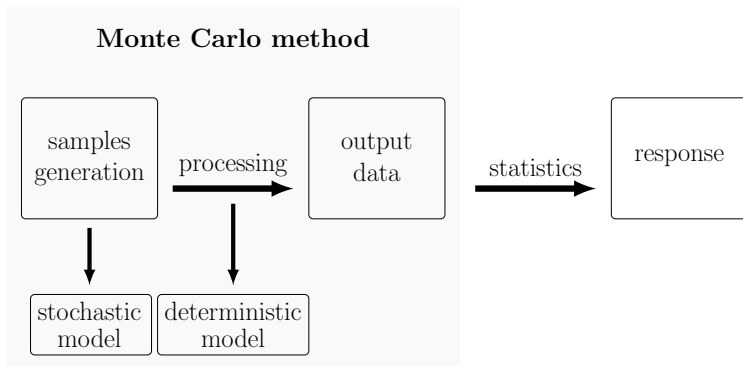 Monte Carlo method
samples
generation
processing
output
data
statistics
response
stochastic
model
deterministic
model